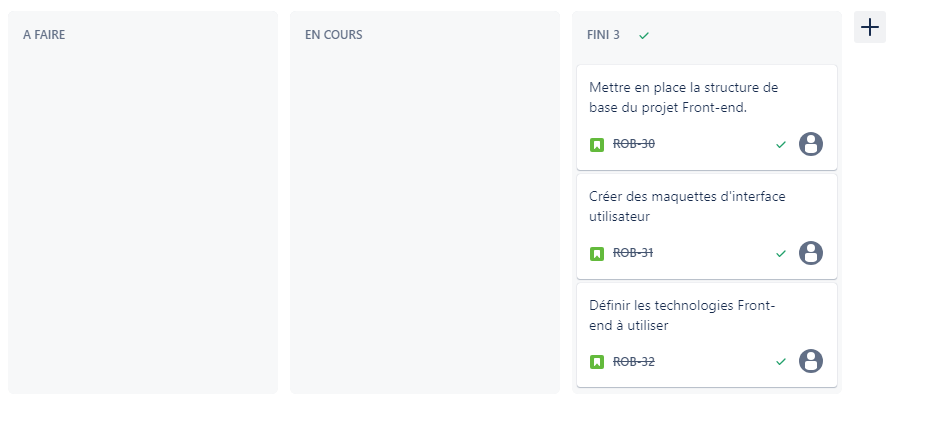 A FAIRE
EN COURS
FINI 3
Mettre en place la structure de
base du projet Front-end.
ROB-30
Créer des maquettes d'interface
utilisateur
ROB-31
Définir les technologies Front-
end à utiliser
ROB-32